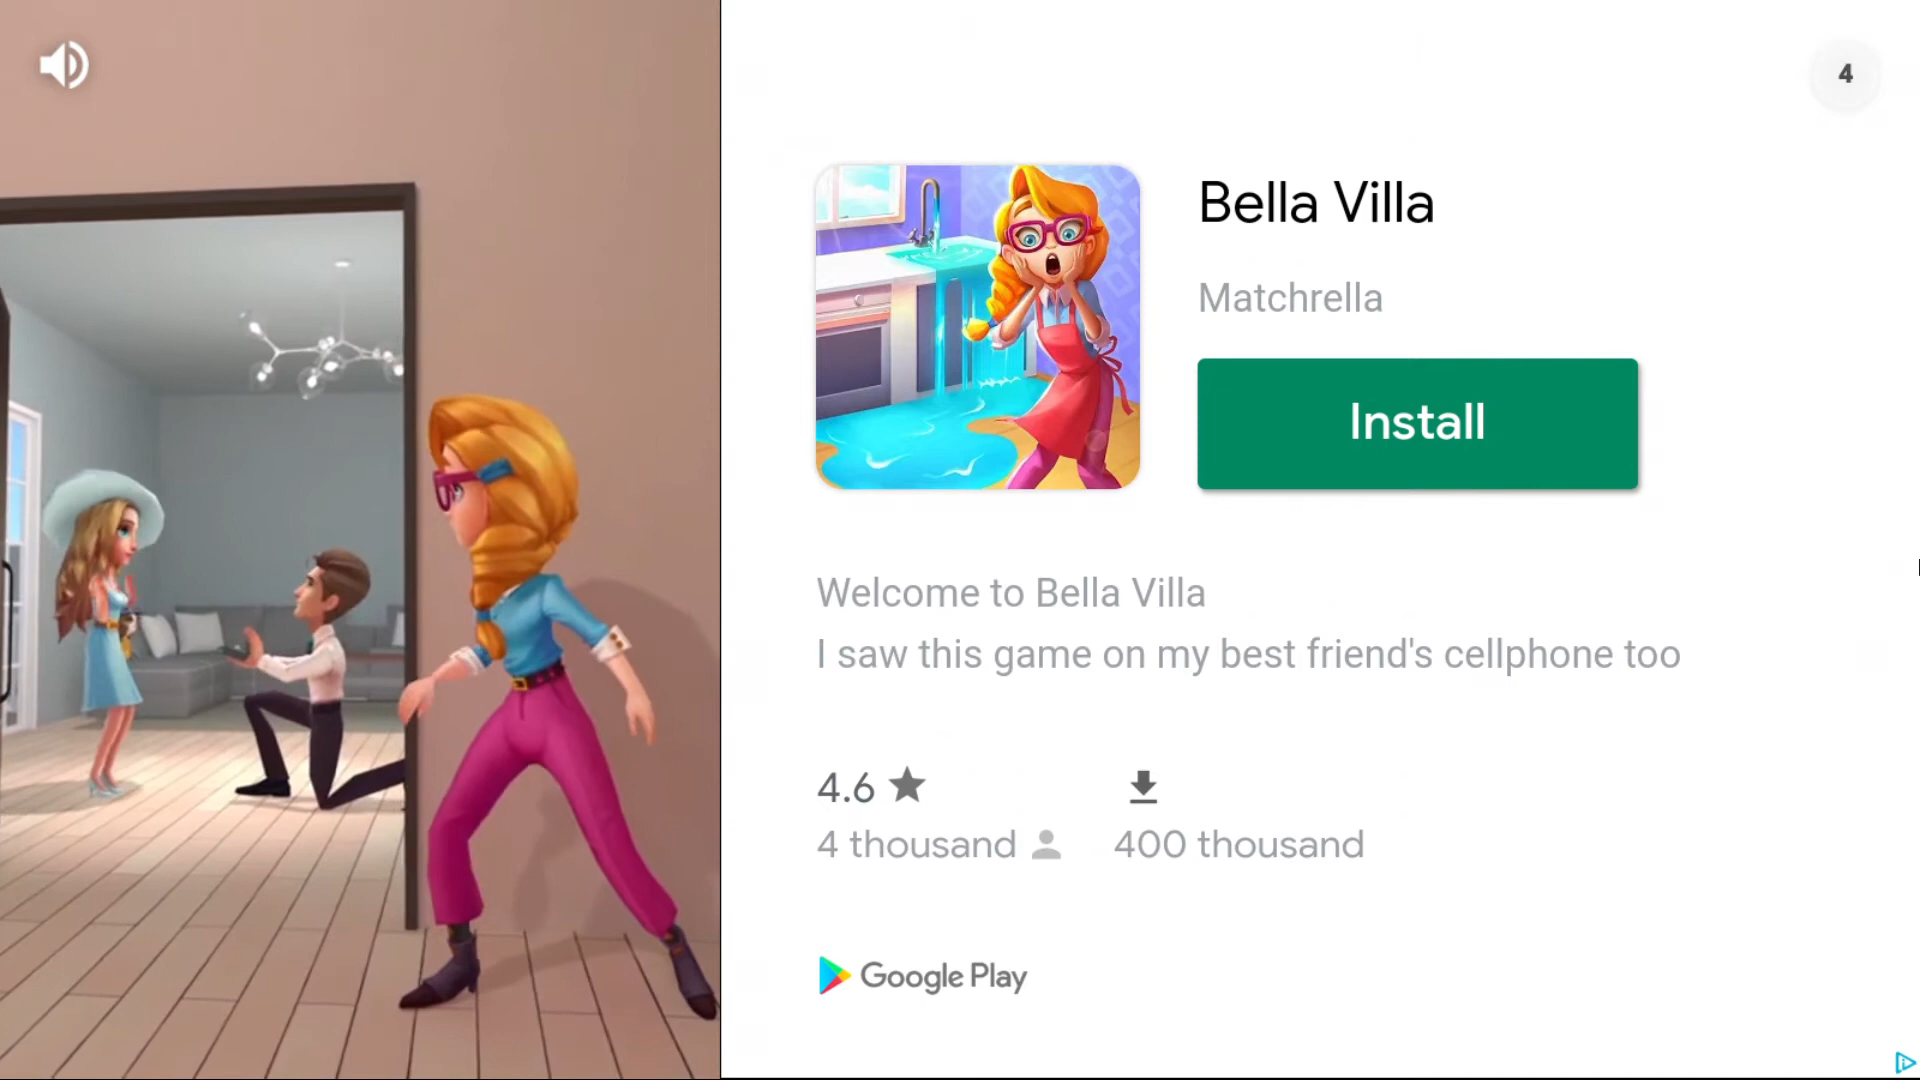 4
Bella Villa
Matchrella
Install
Welcome to Bella Villa
I saw this game on my best friend's cellphone too
4.6
4 thousand
400 thousand
Google Play